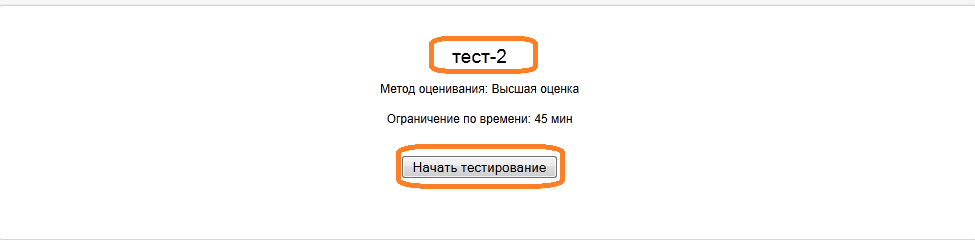 тест-2
Метод оценивания: Высшая оценка
Ограничение по времени: 45 мин
Начать тестирование